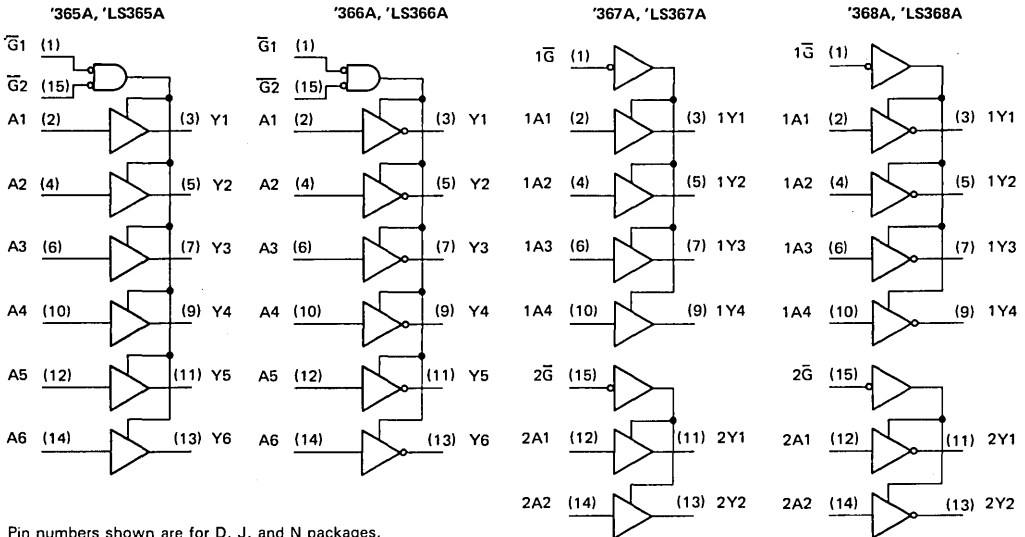 '365A, 'LS365A
G̅1 (1)
G̅2 (15)
A1 (2) (3) Y1
A2 (4) (5) Y2
A3 (6) (7) Y3
A4 (10) (9) Y4
A5 (12) (11) Y5
A6 (14) (13) Y6
'366A, 'LS366A
G̅1 (1)
G̅2 (15)
A1 (2) (3) Y1
A2 (4) (5) Y2
A3 (6) (7) Y3
A4 (10) (9) Y4
A5 (12) (11) Y5
A6 (14) (13) Y6
'367A, 'LS367A
1G̅ (1)
1A1 (2) (3) 1Y1
1A2 (4) (5) 1Y2
1A3 (6) (7) 1Y3
1A4 (10) (9) 1Y4
2G̅ (15)
2A1 (12) (11) 2Y1
2A2 (14) (13) 2Y2
'368A, 'LS368A
1G̅ (1)
1A1 (2) (3) 1Y1
1A2 (4) (5) 1Y2
1A3 (6) (7) 1Y3
1A4 (10) (9) 1Y4
2G̅ (15)
2A1 (12) (11) 2Y1
2A2 (14) (13) 2Y2
Pin numbers shown are for D, J, and N packages.